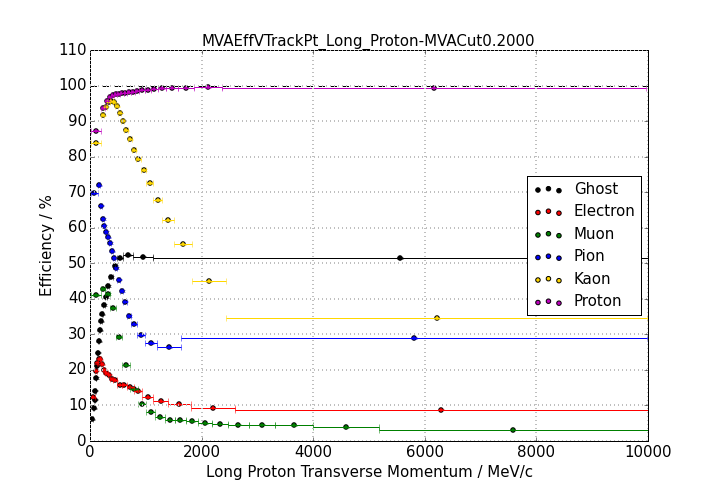 MVAEffVTrackPt_Long_Proton-MVACut0.2000
110
100
90
80
70
60
50
40
30
20
10
0
Efficiency / %
Ghost
Electron
Muon
Pion
Kaon
Proton
0 2000 4000 6000 8000 10000
Long Proton Transverse Momentum / MeV/c